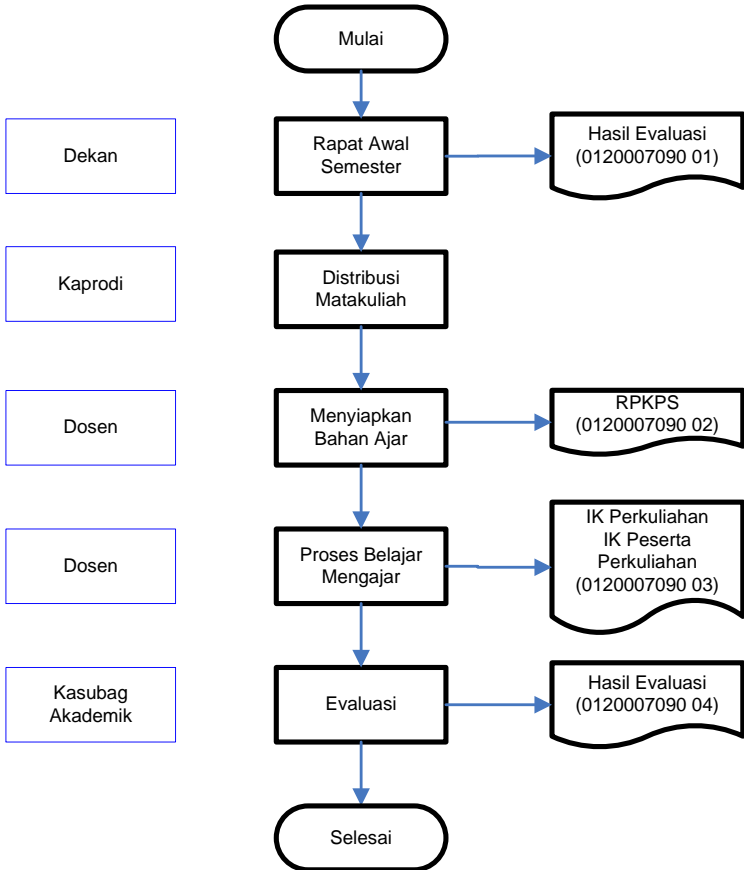 Mulai
Dekan
Rapat Awal
Semester
Hasil Evaluasi
(0120007090 01)
Kaprodi
Distribusi
Matakuliah
Dosen
Menyiapkan
Bahan Ajar
RPKPS
(0120007090 02)
Dosen
Proses Belajar
Mengajar
IK Perkuliahan
IK Peserta
Perkuliahan
(0120007090 03)
Kasubag
Akademik
Evaluasi
Hasil Evaluasi
(0120007090 04)
Selesai